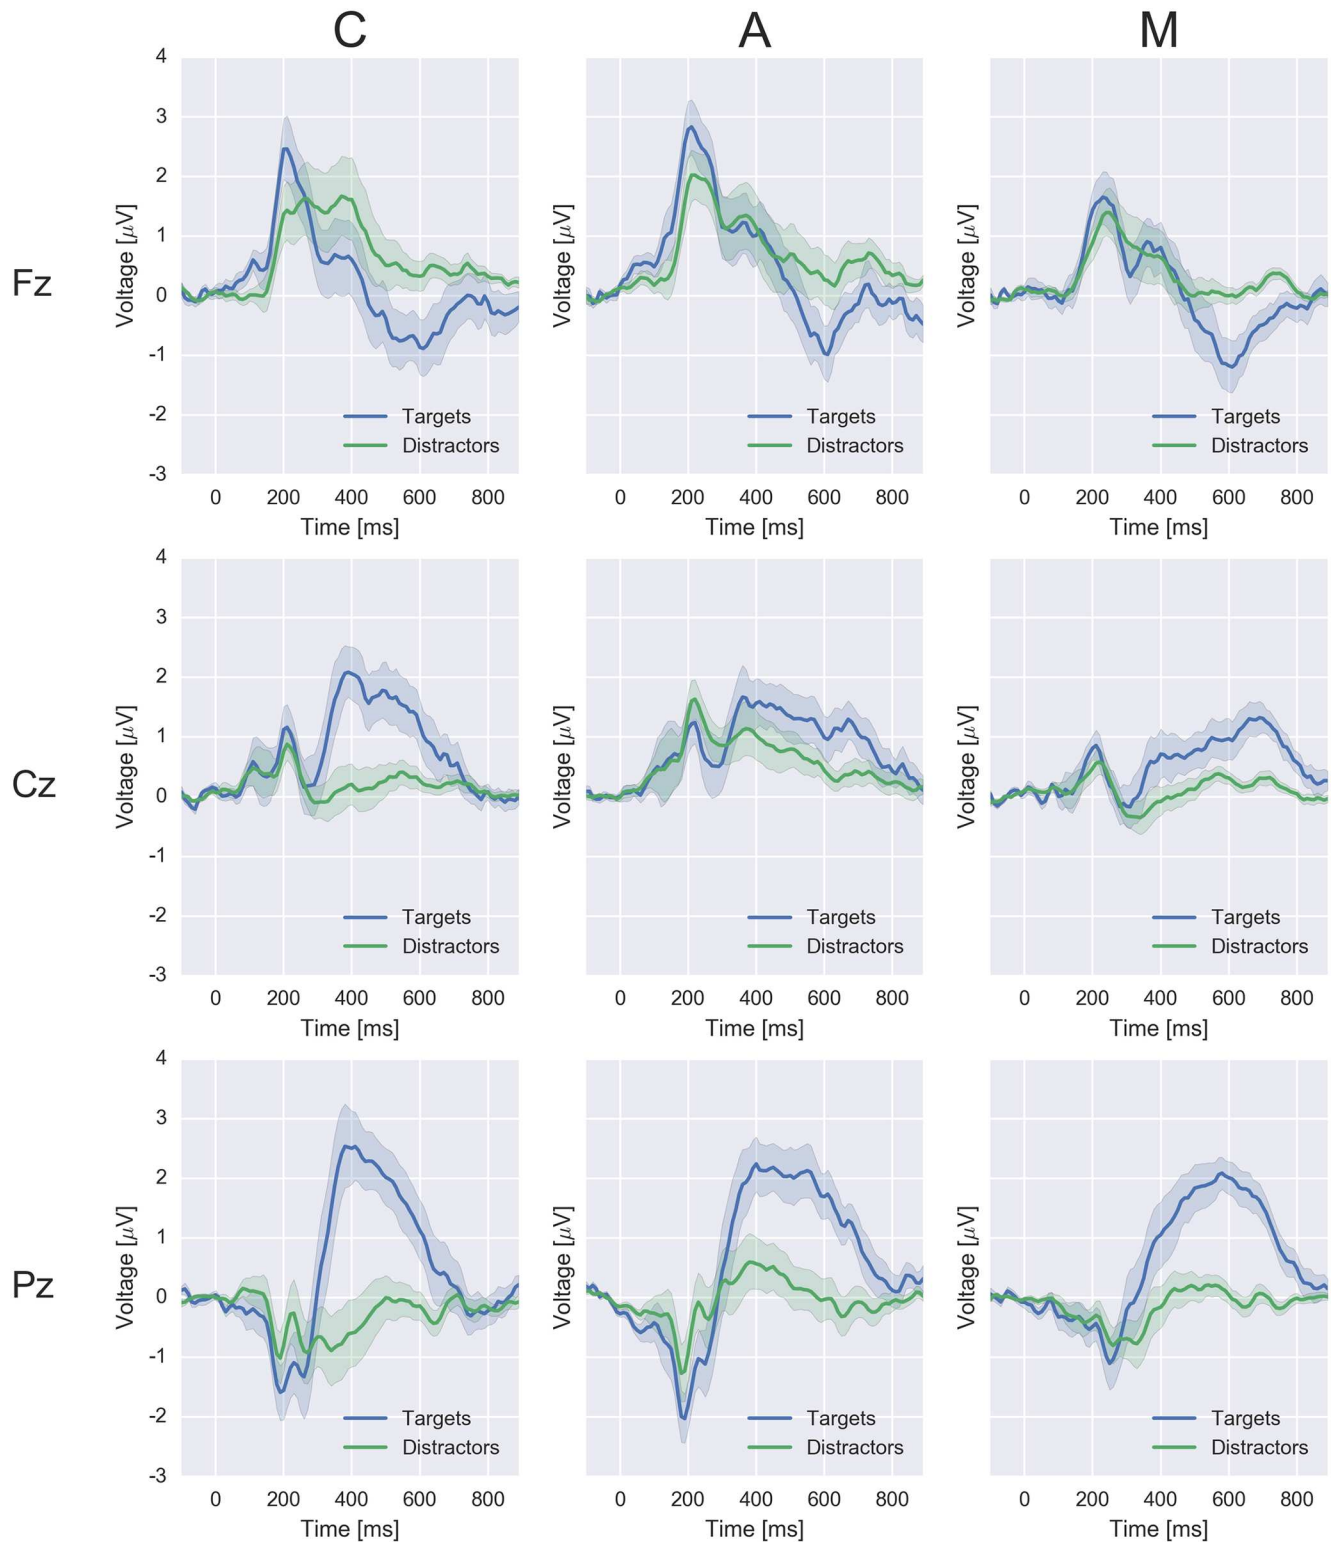 C A M
Fz
4
3
2
1
0
-1
-2
-3
Voltage [μV]
Targets
Distractors
0 200 400 600 800
Time [ms]
Voltage [μV]
Targets
Distractors
0 200 400 600 800
Time [ms]
Voltage [μV]
Targets
Distractors
0 200 400 600 800
Time [ms]
Cz
4
3
2
1
0
-1
-2
-3
Voltage [μV]
Targets
Distractors
0 200 400 600 800
Time [ms]
Voltage [μV]
Targets
Distractors
0 200 400 600 800
Time [ms]
Voltage [μV]
Targets
Distractors
0 200 400 600 800
Time [ms]
Pz
4
3
2
1
0
-1
-2
-3
Voltage [μV]
Targets
Distractors
0 200 400 600 800
Time [ms]
Voltage [μV]
Targets
Distractors
0 200 400 600 800
Time [ms]
Voltage [μV]
Targets
Distractors
0 200 400 600 800
Time [ms]